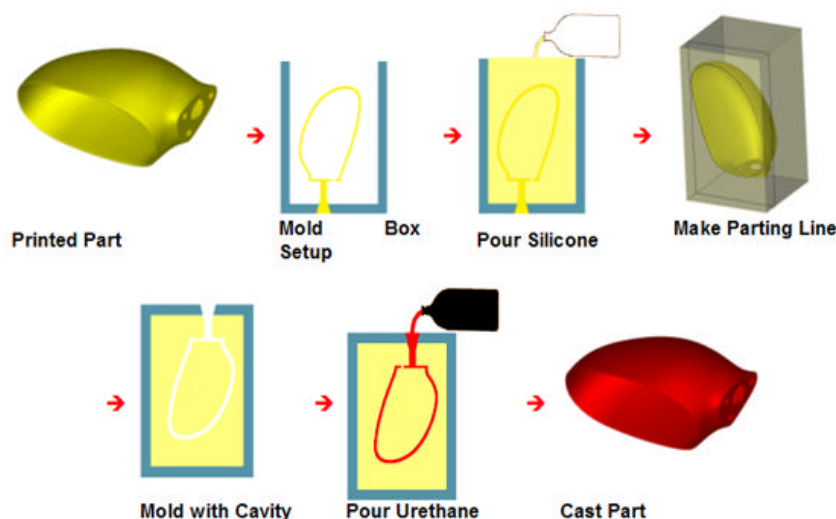 Printed Part
Mold Box
Setup
Pour Silicone
Make Parting Line
Mold with Cavity
Pour Urethane
Cast Part